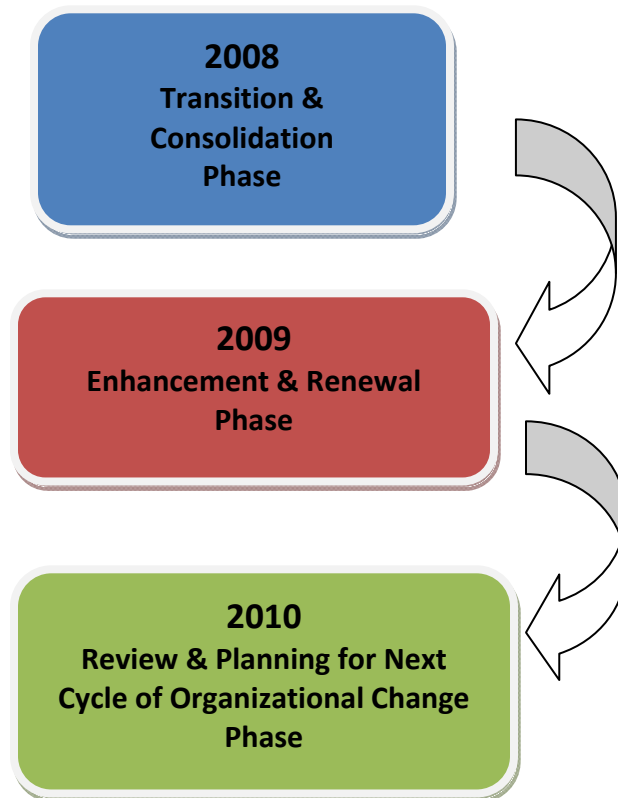 2008
Transition &
Consolidation
Phase
2009
Enhancement & Renewal
Phase
2010
Review & Planning for Next
Cycle of Organizational Change
Phase